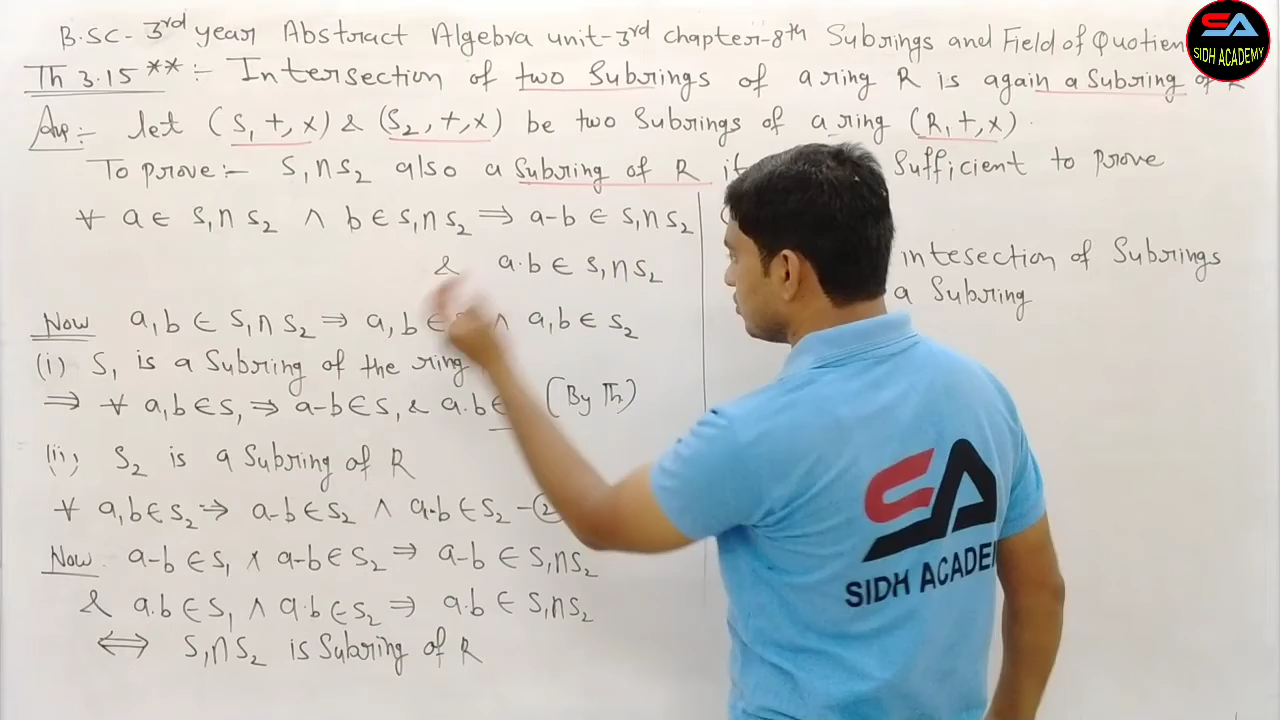 B.SC- 3rd year Abstract Algebra unit-3rd chapter-8th Subrings and Field of Quotien
Th 3.15 ** :- Intersection of two Subrings of a ring R is again a Subring of R
Ans:- let (S1, +, x) & (S2, +, x) be two Subrings of a ring (R, +, x).
To prove:- S1 ∩ S2 also a Subring of R it Sufficient to prove
∀ a ∈ S1 ∩ S2 ∧ b ∈ S1 ∩ S2 ⇒ a-b ∈ S1 ∩ S2
& a.b ∈ S1 ∩ S2
Now a, b ∈ S1 ∩ S2 ⇒ a, b ∈ ∧ a, b ∈ S2
(i) S1 is a Subring of the ring
⇒ ∀ a, b ∈ S1 ⇒ a-b ∈ S1 & a.b ∈ (By Th)
(ii) S2 is a Subring of R
∀ a, b ∈ S2 ⇒ a-b ∈ S2 ∧ a.b ∈ S2 - ②
Now a-b ∈ S1 ∧ a-b ∈ S2 ⇒ a-b ∈ S1 ∩ S2
& a.b ∈ S1 ∧ a.b ∈ S2 ⇒ a.b ∈ S1 ∩ S2
⟺ S1 ∩ S2 is Subring of R
intesection of Subrings
a Subring
SA
SIDH ACADEMY
SA
SIDH ACADEMY